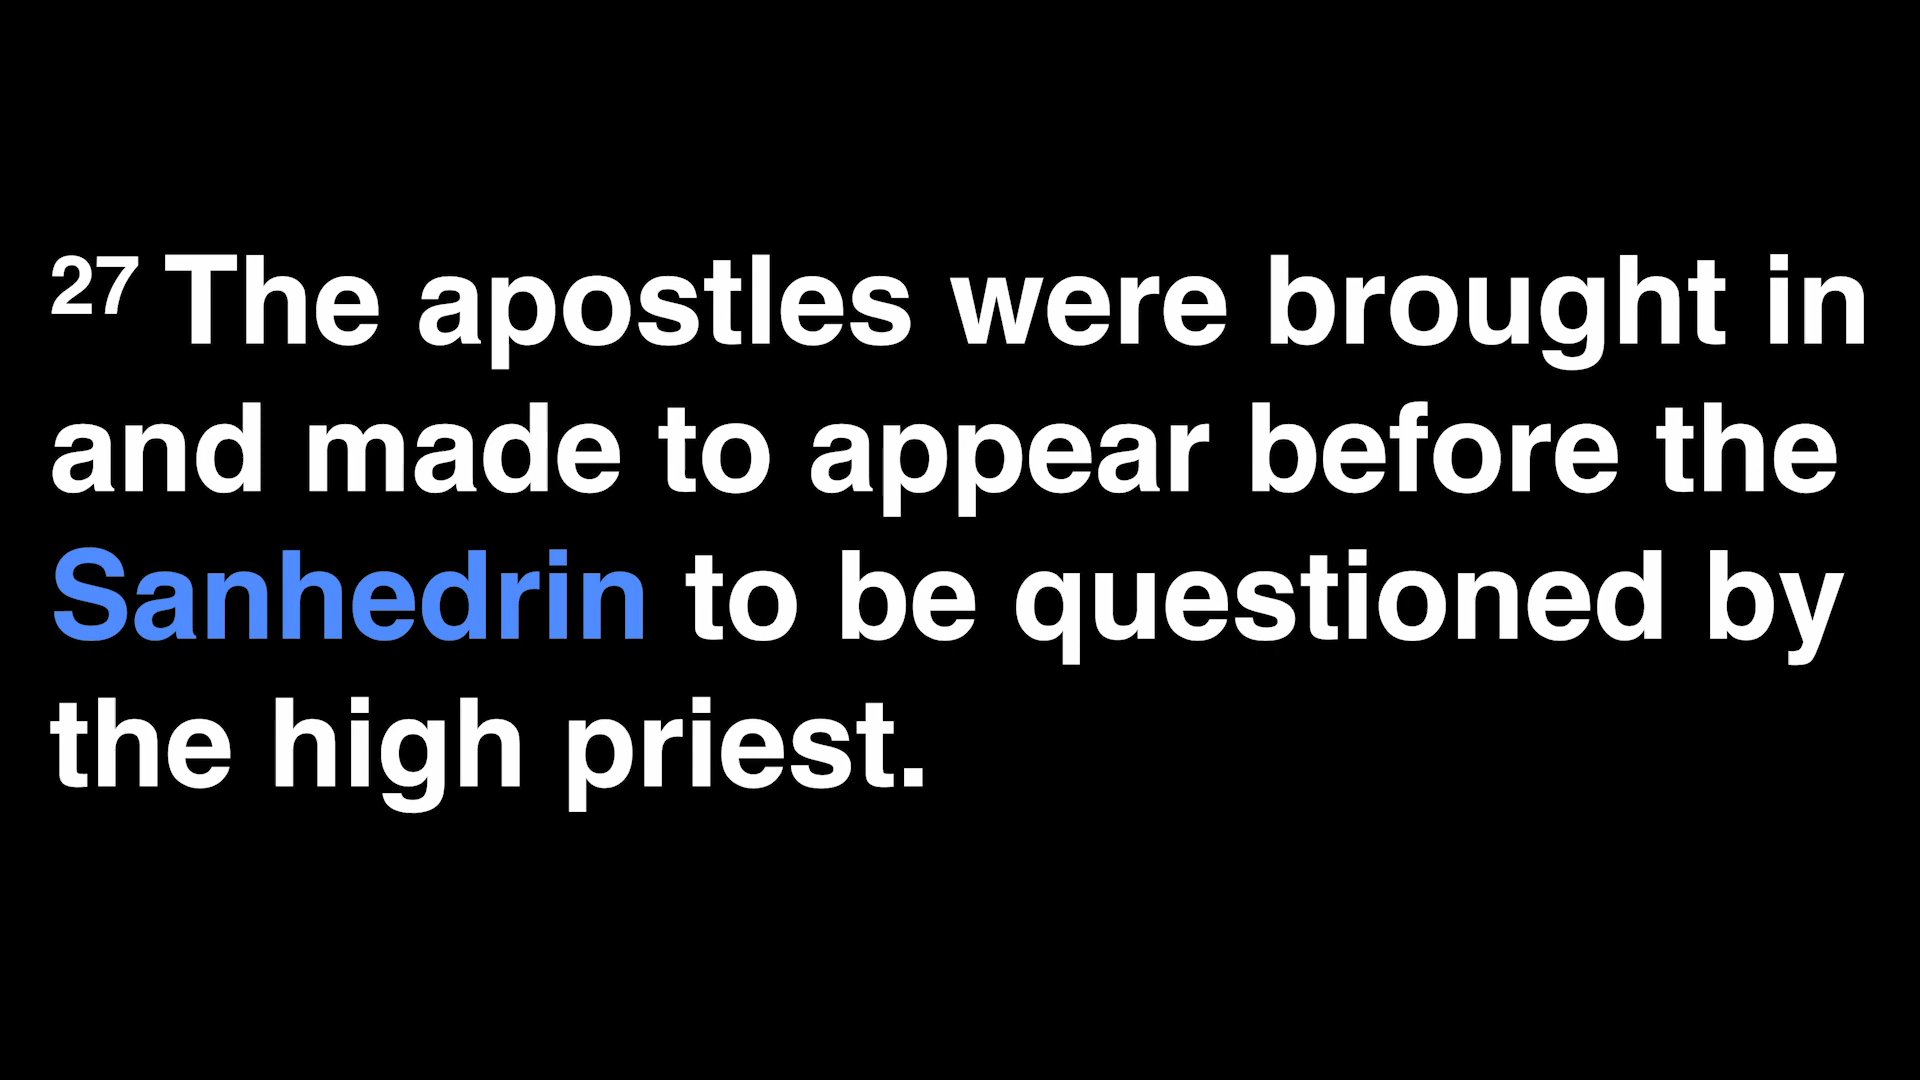 27 The apostles were brought in
and made to appear before the
Sanhedrin to be questioned by
the high priest.